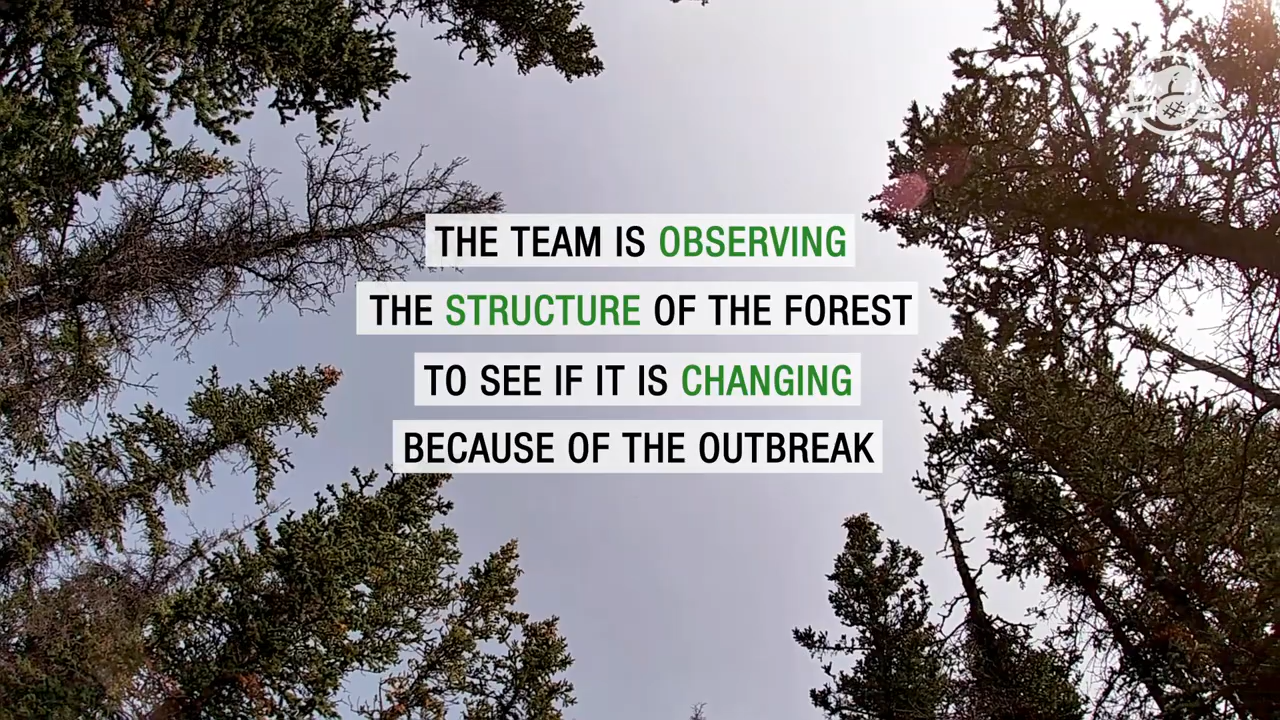 THE TEAM IS OBSERVING
THE STRUCTURE OF THE FOREST
TO SEE IF IT IS CHANGING
BECAUSE OF THE OUTBREAK